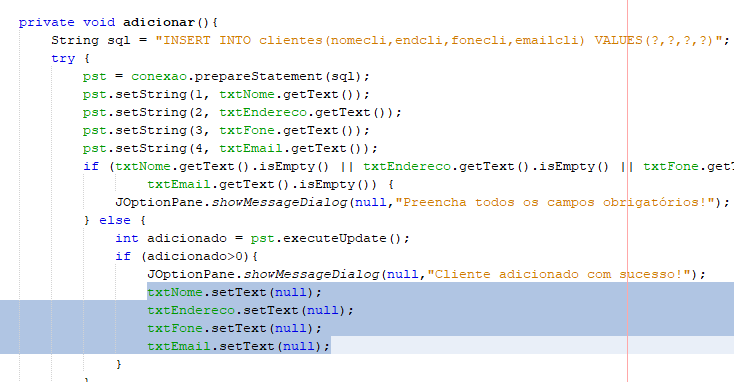 private void adicionar(){
String sql = "INSERT INTO clientes(nomecli,endcli,fonecli,emailcli) VALUES(?,?,?,?)";
try {
pst = conexao.prepareStatement(sql);
pst.setString(1, txtNome.getText());
pst.setString(2, txtEndereco.getText());
pst.setString(3, txtFone.getText());
pst.setString(4, txtEmail.getText());
if (txtNome.getText().isEmpty() || txtEndereco.getText().isEmpty() || txtFone.get
txtEmail.getText().isEmpty()) {
JOptionPane.showMessageDialog(null,"Preencha todos os campos obrigatórios!");
} else {
int adicionado = pst.executeUpdate();
if (adicionado>0){
JOptionPane.showMessageDialog(null,"Cliente adicionado com sucesso!");
txtNome.setText(null);
txtEndereco.setText(null);
txtFone.setText(null);
txtEmail.setText(null);
}
}